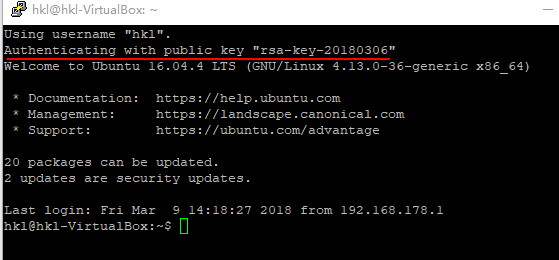 hkl@hkl-VirtualBox: ~
Using username "hkl".
Authenticating with public key "rsa-key-20180306"
Welcome to Ubuntu 16.04.4 LTS (GNU/Linux 4.13.0-36-generic x86_64)
* Documentation:  https://help.ubuntu.com
* Management:     https://landscape.canonical.com
* Support:        https://ubuntu.com/advantage
20 packages can be updated.
2 updates are security updates.
Last login: Fri Mar  9 14:18:27 2018 from 192.168.178.1
hkl@hkl-VirtualBox:~$